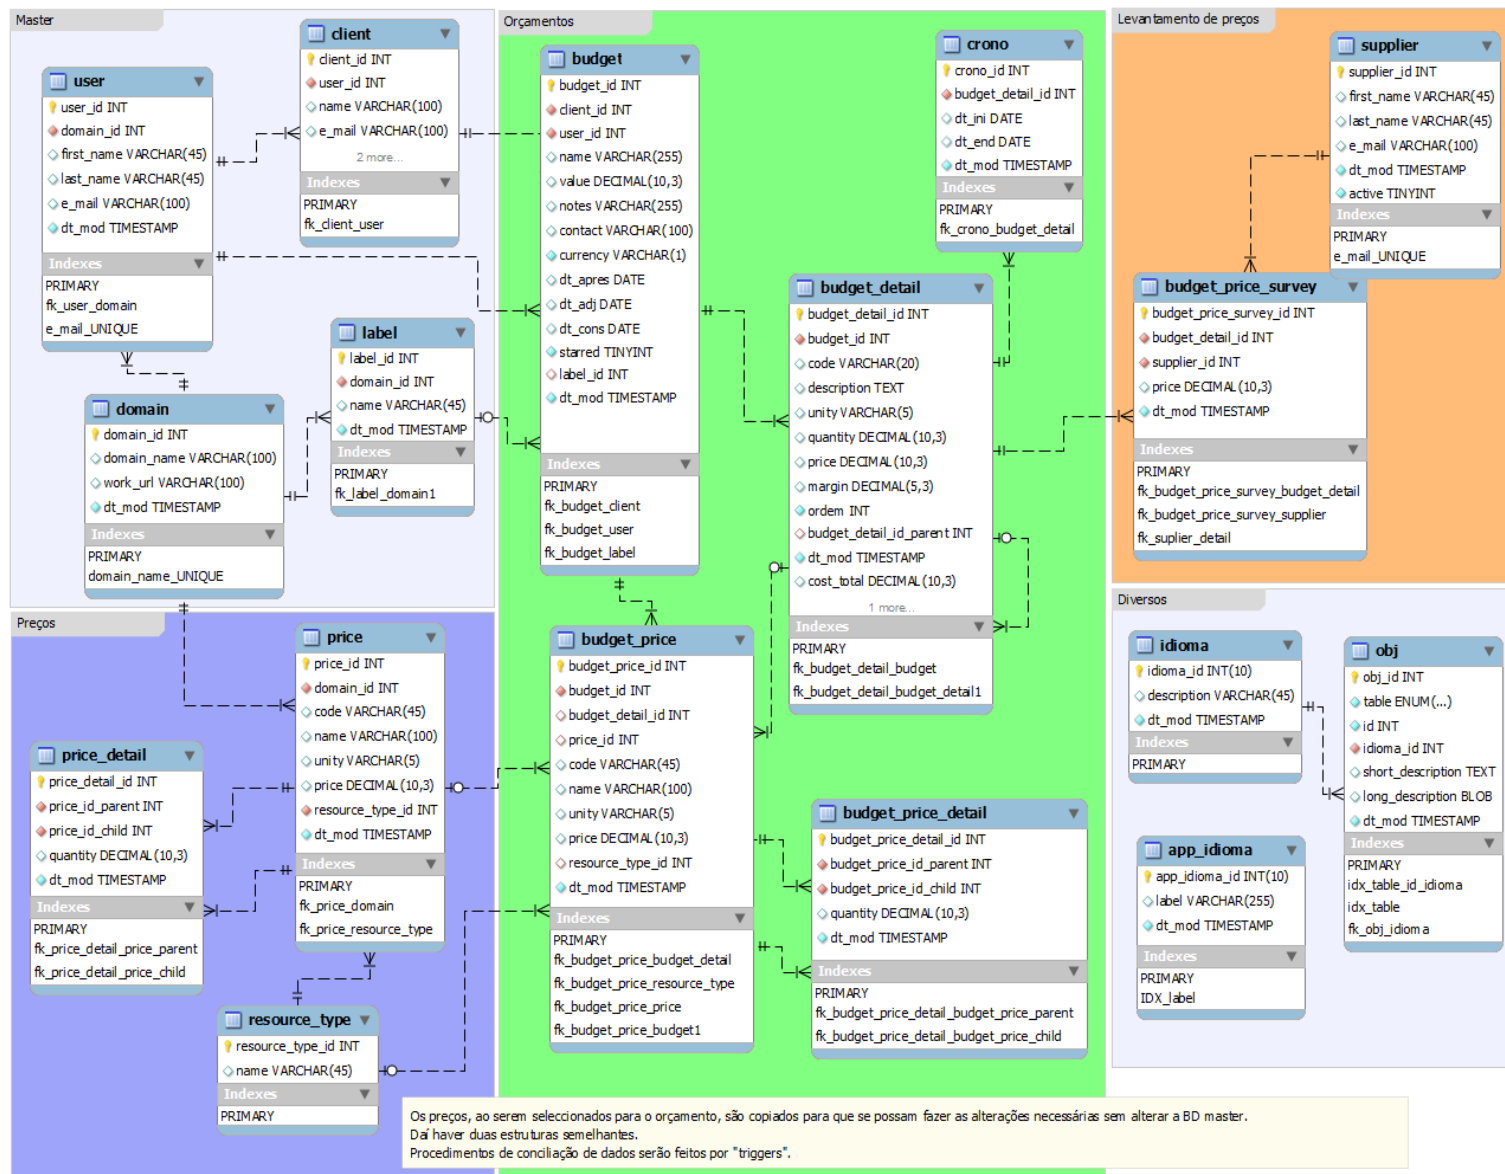 Master
user
user_id INT
domain_id INT
first_name VARCHAR(45)
last_name VARCHAR(45)
e_mail VARCHAR(100)
dt_mod TIMESTAMP
Indexes
PRIMARY
fk_user_domain
e_mail_UNIQUE
client
client_id INT
user_id INT
name VARCHAR(100)
e_mail VARCHAR(100)
2 more...
Indexes
PRIMARY
fk_client_user
label
label_id INT
domain_id INT
name VARCHAR(45)
dt_mod TIMESTAMP
Indexes
PRIMARY
fk_label_domain1
domain
domain_id INT
domain_name VARCHAR(100)
work_url VARCHAR(100)
dt_mod TIMESTAMP
Indexes
PRIMARY
domain_name_UNIQUE
Preços
price
price_id INT
domain_id INT
code VARCHAR(45)
name VARCHAR(100)
unity VARCHAR(5)
price DECIMAL(10,3)
resource_type_id INT
dt_mod TIMESTAMP
Indexes
PRIMARY
fk_price_domain
fk_price_resource_type
price_detail
price_detail_id INT
price_id_parent INT
price_id_child INT
quantity DECIMAL(10,3)
dt_mod TIMESTAMP
Indexes
PRIMARY
fk_price_detail_price_parent
fk_price_detail_price_child
resource_type
resource_type_id INT
name VARCHAR(45)
Indexes
PRIMARY
Orçamentos
budget
budget_id INT
client_id INT
user_id INT
name VARCHAR(255)
value DECIMAL(10,3)
notes VARCHAR(255)
contact VARCHAR(100)
currency VARCHAR(1)
dt_apres DATE
dt_adj DATE
dt_cons DATE
starred TINYINT
label_id INT
dt_mod TIMESTAMP
Indexes
PRIMARY
fk_budget_client
fk_budget_user
fk_budget_label
crono
crono_id INT
budget_detail_id INT
dt_ini DATE
dt_end DATE
dt_mod TIMESTAMP
Indexes
PRIMARY
fk_crono_budget_detail
budget_detail
budget_detail_id INT
budget_id INT
code VARCHAR(20)
description TEXT
unity VARCHAR(5)
quantity DECIMAL(10,3)
price DECIMAL(10,3)
margin DECIMAL(5,3)
ordem INT
budget_detail_id_parent INT
dt_mod TIMESTAMP
cost_total DECIMAL(10,3)
1 more...
Indexes
PRIMARY
fk_budget_detail_budget
fk_budget_detail_budget_detail1
budget_price
budget_price_id INT
budget_id INT
budget_detail_id INT
price_id INT
code VARCHAR(45)
name VARCHAR(100)
unity VARCHAR(5)
price DECIMAL(10,3)
resource_type_id INT
dt_mod TIMESTAMP
Indexes
PRIMARY
fk_budget_price_budget_detail
fk_budget_price_resource_type
fk_budget_price_price
fk_budget_price_budget1
budget_price_detail
budget_price_detail_id INT
budget_price_id_parent INT
budget_price_id_child INT
quantity DECIMAL(10,3)
dt_mod TIMESTAMP
Indexes
PRIMARY
fk_budget_price_detail_budget_price_parent
fk_budget_price_detail_budget_price_child
Levantamento de preços
supplier
supplier_id INT
first_name VARCHAR(45)
last_name VARCHAR(45)
e_mail VARCHAR(100)
dt_mod TIMESTAMP
active TINYINT
Indexes
PRIMARY
e_mail_UNIQUE
budget_price_survey
budget_price_survey_id INT
budget_detail_id INT
supplier_id INT
price DECIMAL(10,3)
dt_mod TIMESTAMP
Indexes
PRIMARY
fk_budget_price_survey_budget_detail
fk_budget_price_survey_supplier
fk_suplier_detail
Diversos
idioma
idioma_id INT(10)
description VARCHAR(45)
dt_mod TIMESTAMP
Indexes
PRIMARY
obj
obj_id INT
table ENUM(...)
id INT
idioma_id INT
short_description TEXT
long_description BLOB
dt_mod TIMESTAMP
Indexes
PRIMARY
idx_table_id_idioma
idx_table
fk_obj_idioma
app_idioma
app_idioma_id INT(10)
label VARCHAR(255)
dt_mod TIMESTAMP
Indexes
PRIMARY
IDX_label
Os preços, ao serem seleccionados para o orçamento, são copiados para que se possam fazer as alterações necessárias sem alterar a BD master.
Daí haver duas estruturas semelhantes.
Procedimentos de conciliação de dados serão feitos por "triggers".